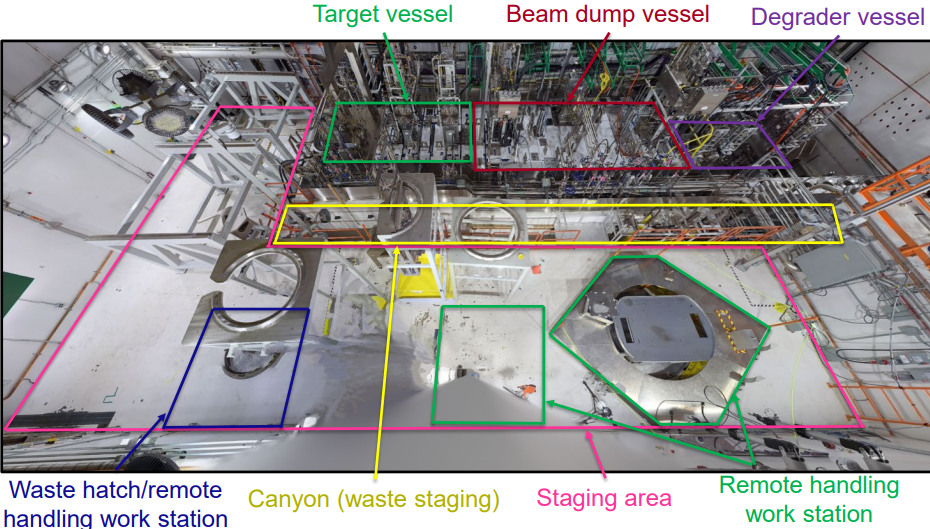 Target vessel
Beam dump vessel
Degrader vessel
Waste hatch/remote
handling work station
Canyon (waste staging)
Staging area
Remote handling
work station